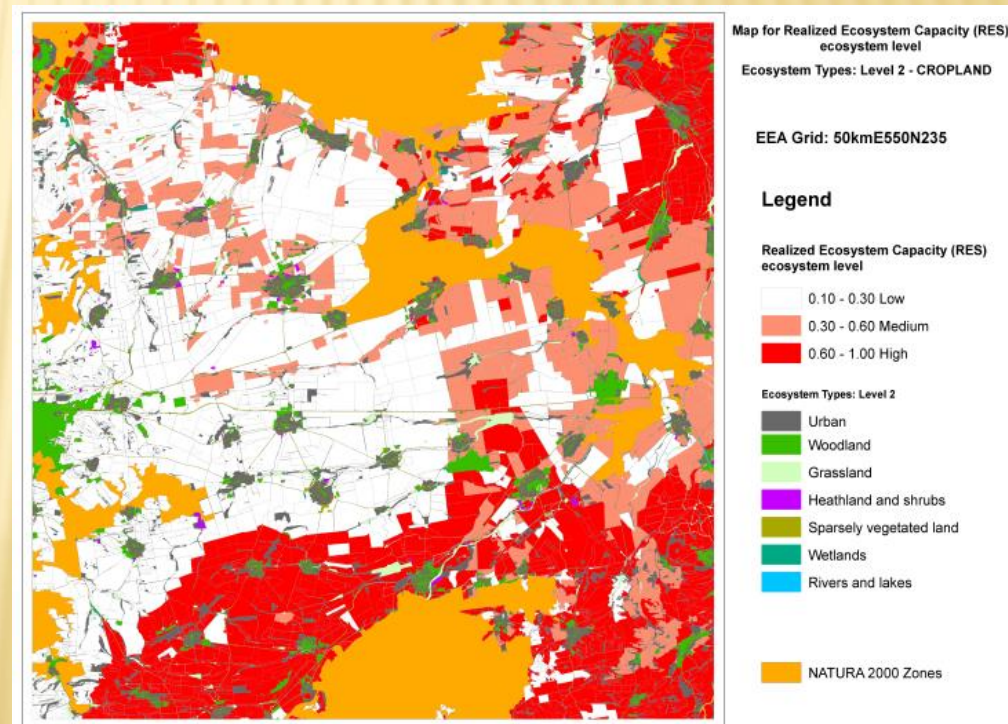 Map for Realized Ecosystem Capacity (RES)
ecosystem level
Ecosystem Types: Level 2 - CROPLAND
EEA Grid: 50kmE550N235
Legend
Realized Ecosystem Capacity (RES)
ecosystem level
0.10 - 0.30 Low
0.30 - 0.60 Medium
0.60 - 1.00 High
Ecosystem Types: Level 2
Urban
Woodland
Grassland
Heathland and shrubs
Sparsely vegetated land
Wetlands
Rivers and lakes
NATURA 2000 Zones